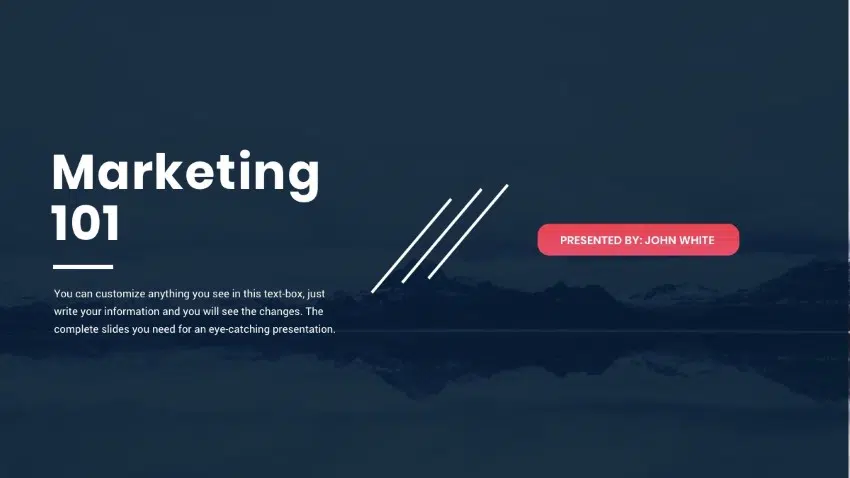 Marketing
101
You can customize anything you see in this text-box, just
write your information and you will see the changes. The
complete slides you need for an eye-catching presentation.
PRESENTED BY: JOHN WHITE